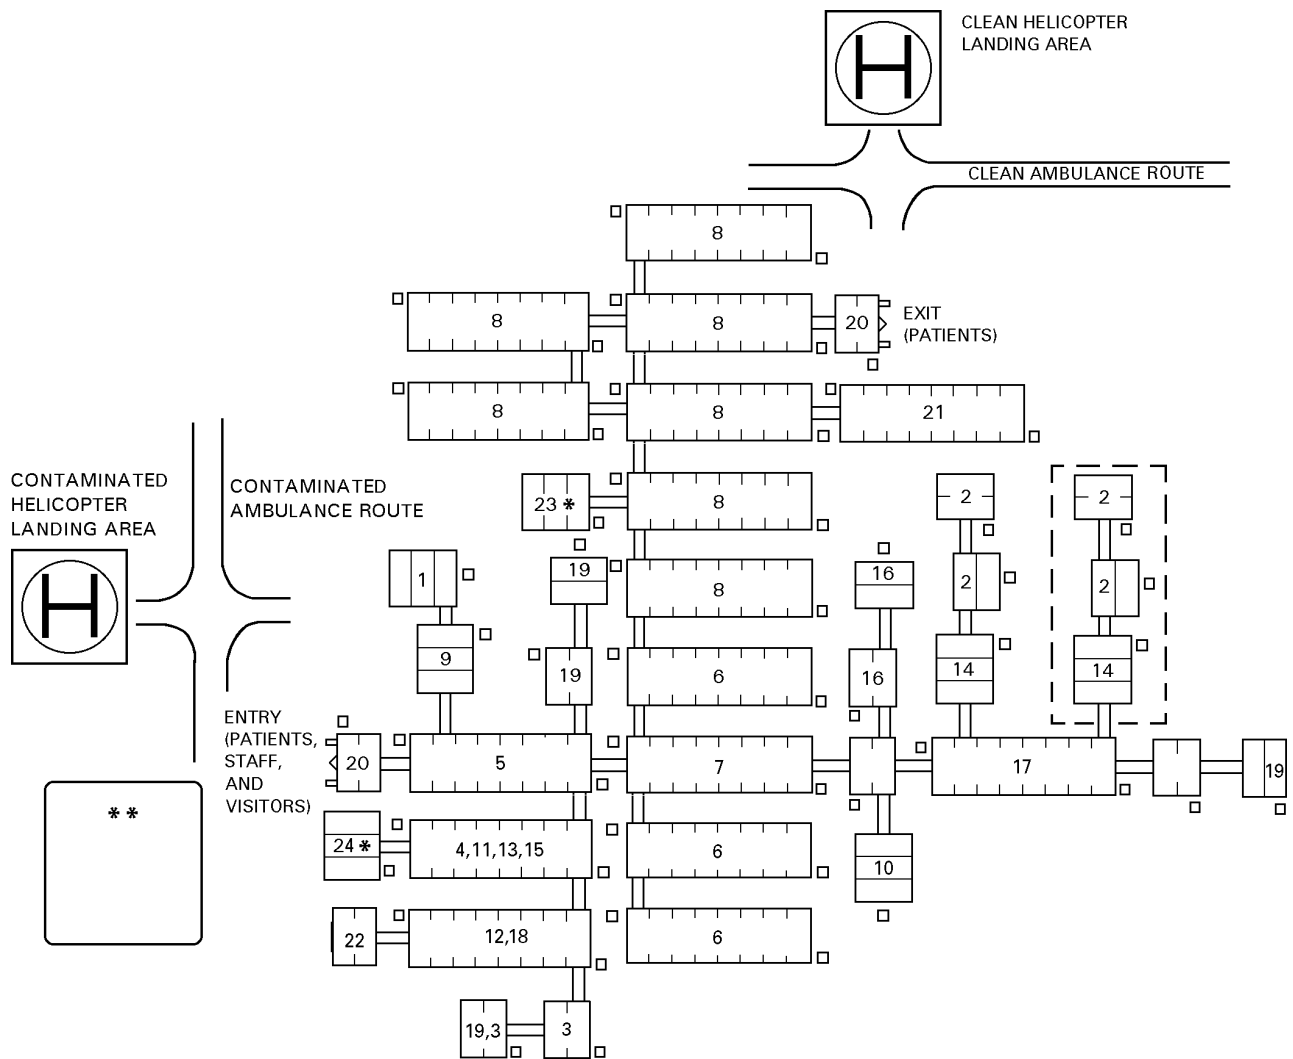 CLEAN HELICOPTER
LANDING AREA
H
CLEAN AMBULANCE ROUTE
8
8
8
20
EXIT
(PATIENTS)
8
8
21
CONTAMINATED
HELICOPTER
LANDING AREA
H
CONTAMINATED
AMBULANCE ROUTE
23 *
8
2
2
1
19
8
16
2
2
9
19
6
16
14
14
ENTRY
(PATIENTS,
STAFF,
AND
VISITORS)
20
5
7
17
19
* *
24 *
4,11,13,15
6
10
22
12,18
6
19,3
3